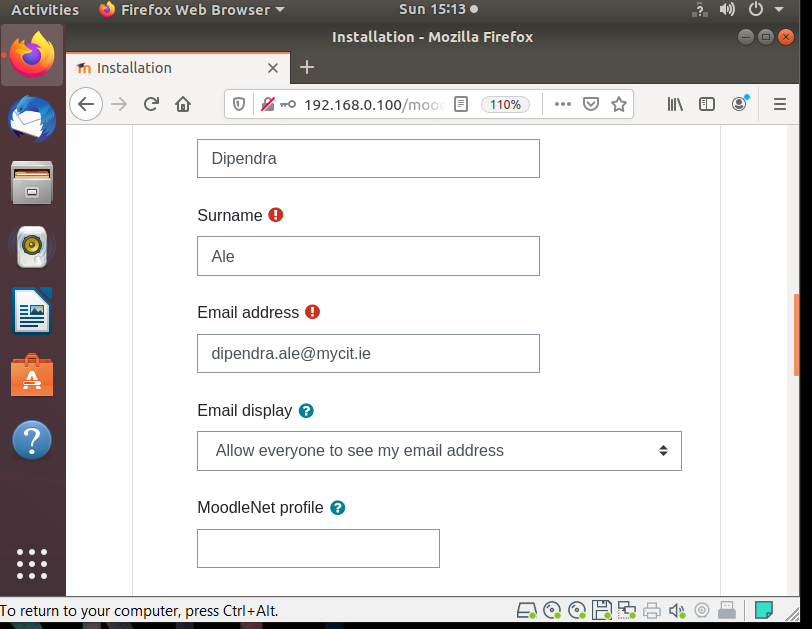 Activities Firefox Web Browser Sun 15:13
Installation - Mozilla Firefox
Installation
192.168.0.100/mood 110%
Dipendra
Surname
Ale
Email address
dipendra.ale@mycit.ie
Email display
Allow everyone to see my email address
MoodleNet profile
To return to your computer, press Ctrl+Alt.